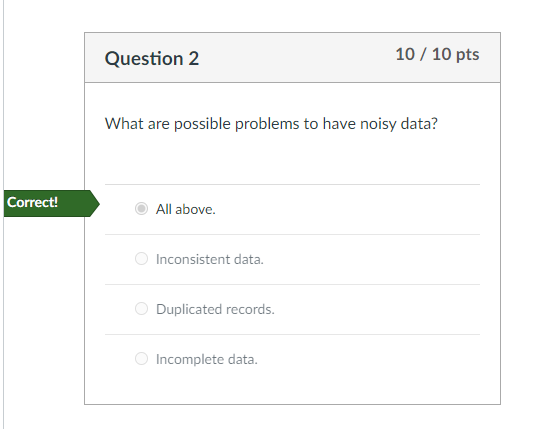 Question 2
10 / 10 pts
What are possible problems to have noisy data?
Correct!
All above.
Inconsistent data.
Duplicated records.
Incomplete data.